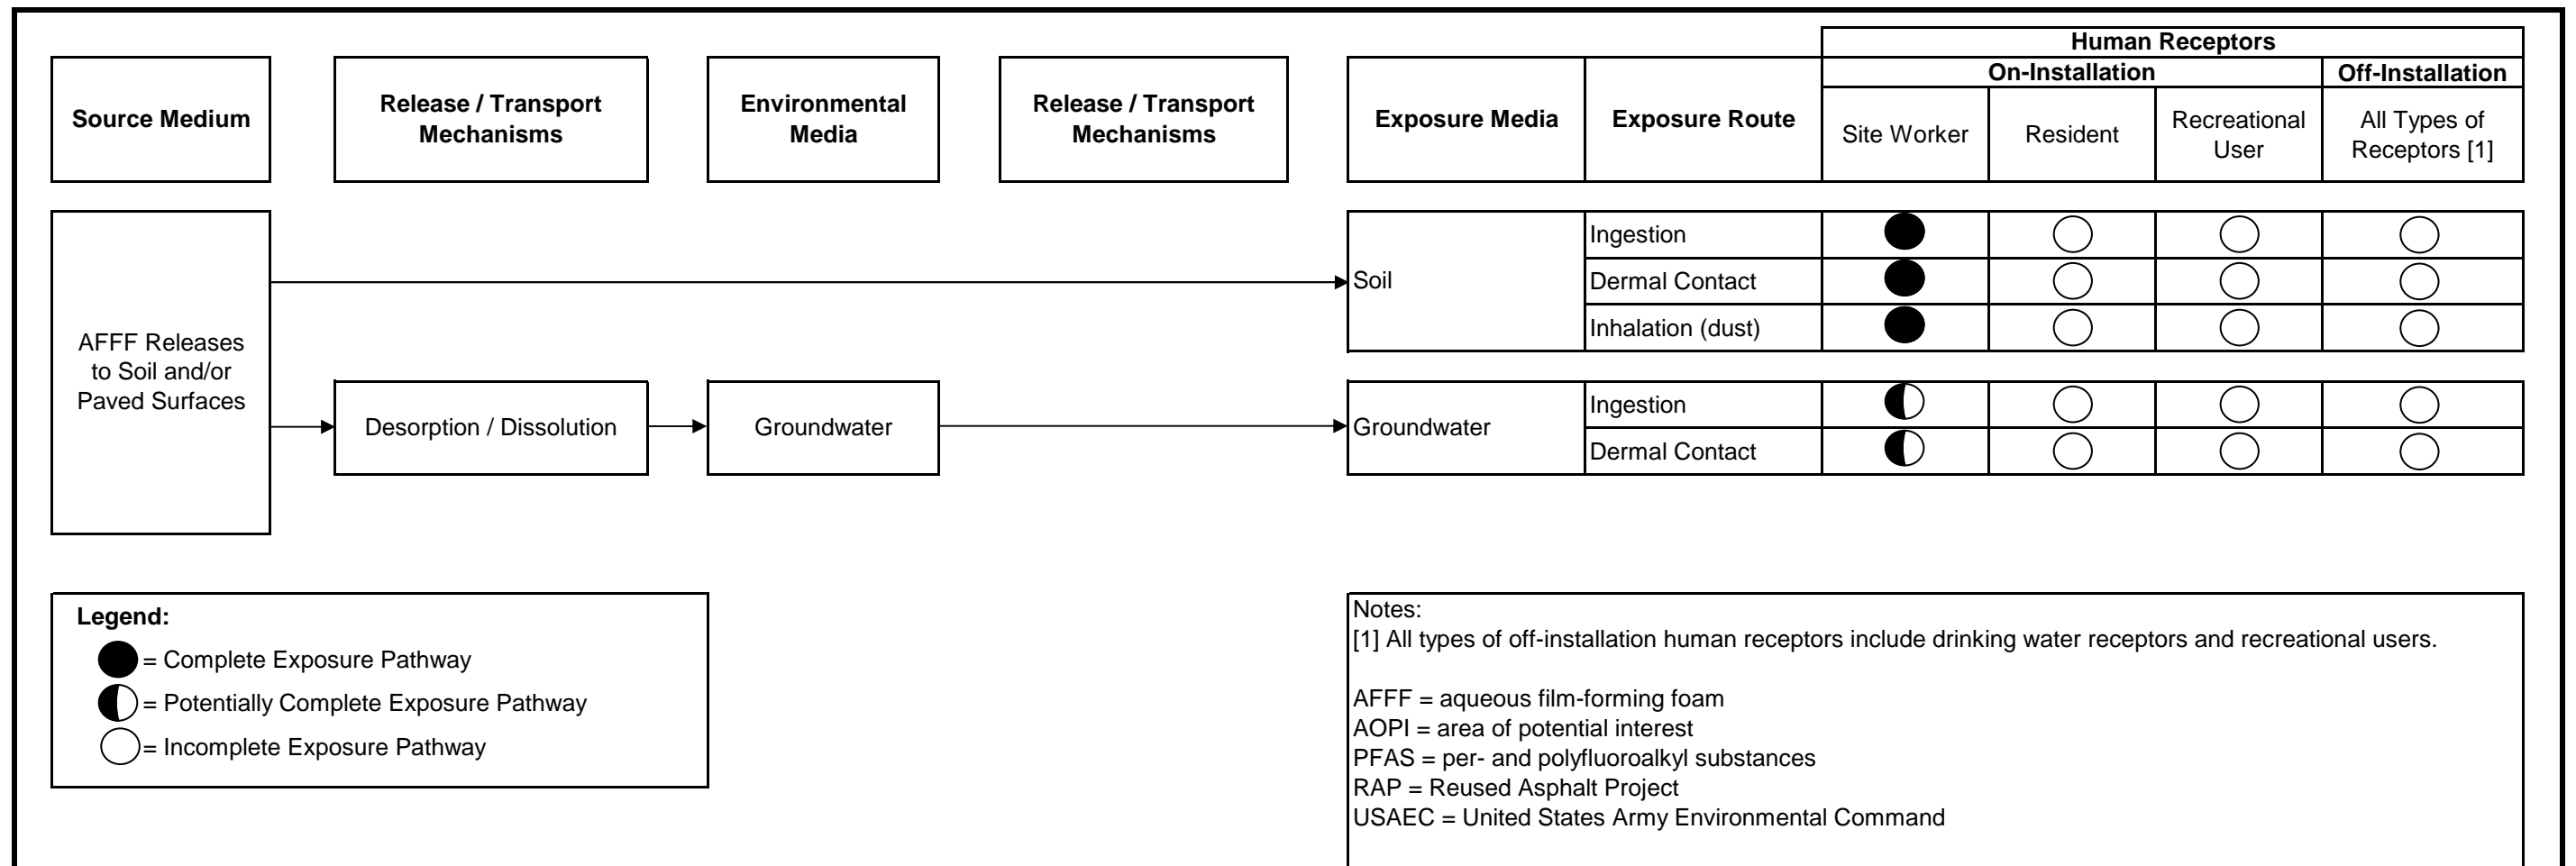 Human Receptors
On-Installation
Off-Installation
Source Medium
Release / Transport
Mechanisms
Environmental
Media
Release / Transport
Mechanisms
Exposure Media
Exposure Route
Site Worker
Resident
Recreational
User
All Types of
Receptors [1]
AFFF Releases
to Soil and/or
Paved Surfaces
Soil
Ingestion
Dermal Contact
Inhalation (dust)
Desorption / Dissolution
Groundwater
Groundwater
Ingestion
Dermal Contact
Legend:
= Complete Exposure Pathway
= Potentially Complete Exposure Pathway
= Incomplete Exposure Pathway
Notes:
[1] All types of off-installation human receptors include drinking water receptors and recreational users.
AFFF = aqueous film-forming foam
AOPI = area of potential interest
PFAS = per- and polyfluoroalkyl substances
RAP = Reused Asphalt Project
USAEC = United States Army Environmental Command